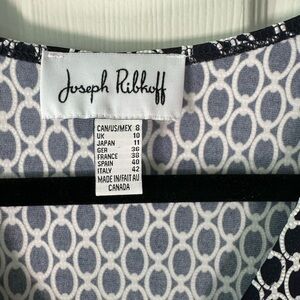 Joseph Ribkoff
CAN/US/MEX 8
UK 10
JAPAN 11
GER 36
FRANCE 38
SPAIN 40
ITALY 42
MADE IN/FAIT AU
CANADA